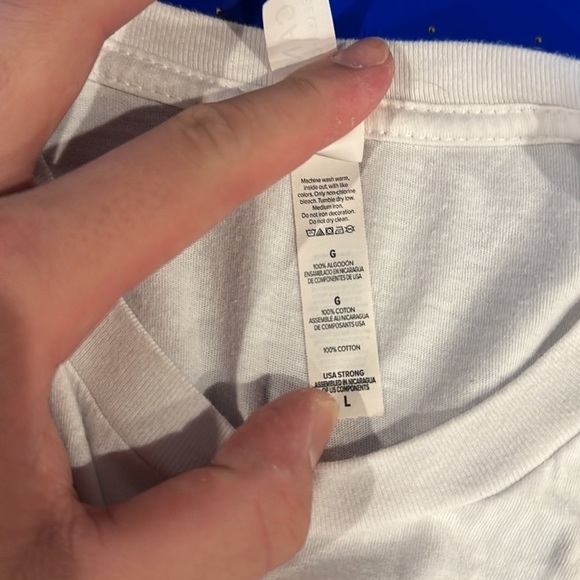 Machine wash warm,
inside out, with like
colors. Only non-chlorine
bleach. Tumble dry low.
Medium iron.
Do not iron decoration.
Do not dry clean.
G
100% ALGODÓN
ENSAMBLADO EN NICARAGUA
DE COMPONENTES DE USA
G
100% COTON
ASSEMBLE AU NICARAGUA
DE COMPOSANTS USA
100% COTTON
USA STRONG
ASSEMBLED IN NICARAGUA
OF US COMPONENTS
L